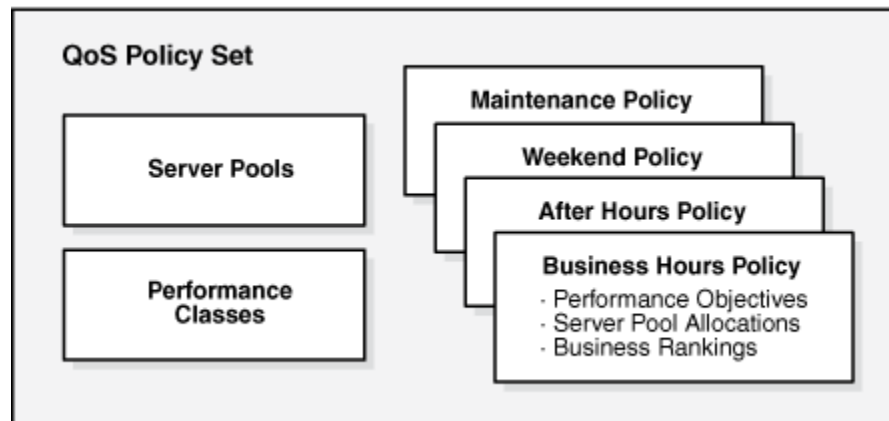 QoS Policy Set
Server Pools
Performance
Classes
Maintenance Policy
Weekend Policy
After Hours Policy
Business Hours Policy
· Performance Objectives
· Server Pool Allocations
· Business Rankings